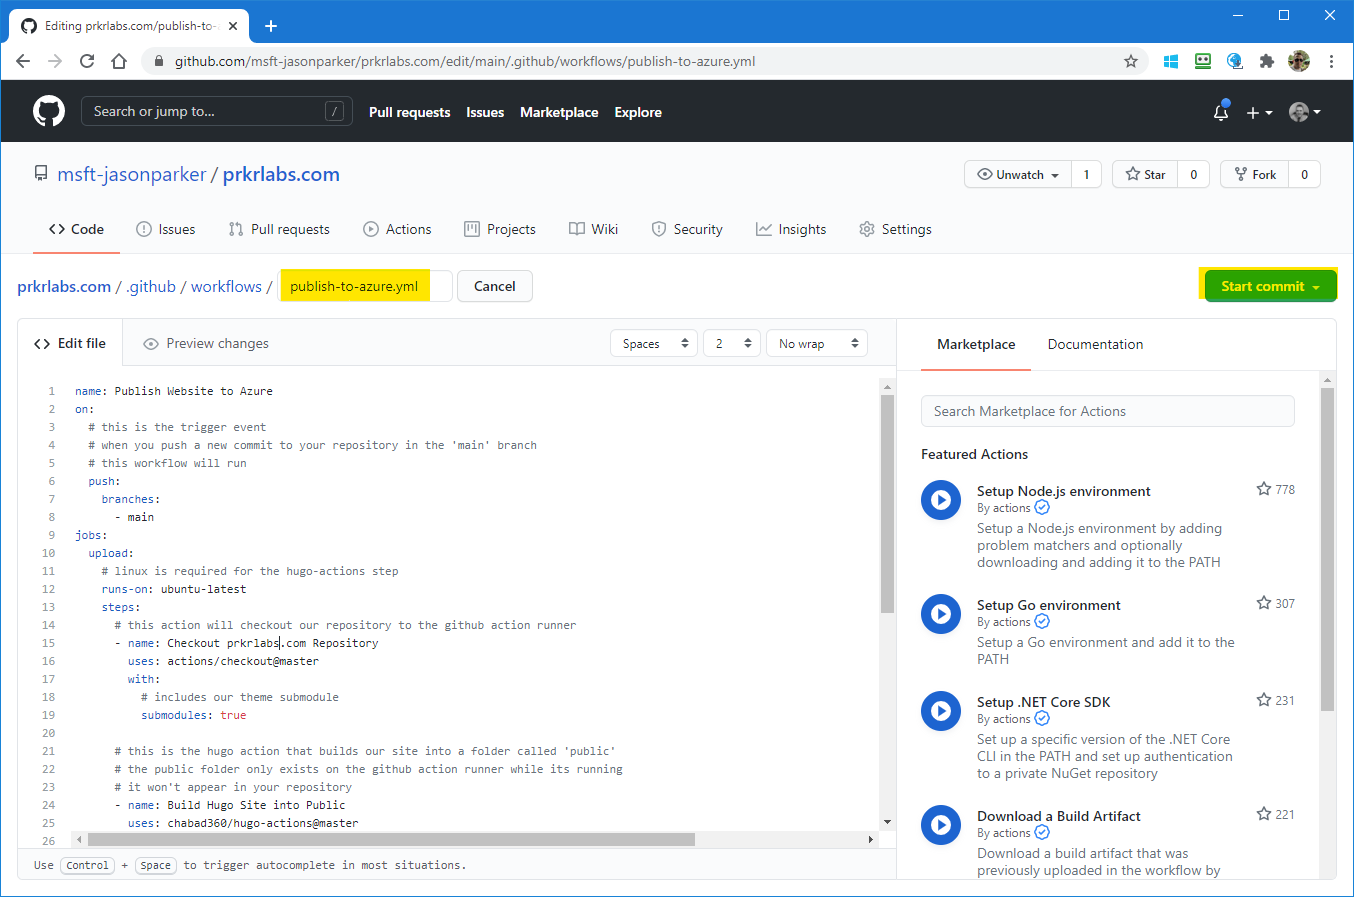 Editing prkrlabs.com/publish-to-
github.com/msft-jasonparker/prkrlabs.com/edit/main/.github/workflows/publish-to-azure.yml
Search or jump to... / Pull requests Issues Marketplace Explore
msft-jasonparker / prkrlabs.com Unwatch 1 Star 0 Fork 0
Code Issues Pull requests Actions Projects Wiki Security Insights Settings
prkrlabs.com / .github / workflows / publish-to-azure.yml Cancel Start commit
Edit file Preview changes Spaces 2 No wrap
1 name: Publish Website to Azure
2 on:
3 # this is the trigger event
4 # when you push a new commit to your repository in the 'main' branch
5 # this workflow will run
6 push:
7 branches:
8 - main
9 jobs:
10 upload:
11 # linux is required for the hugo-actions step
12 runs-on: ubuntu-latest
13 steps:
14 # this action will checkout our repository to the github action runner
15 - name: Checkout prkrlabs.com Repository
16 uses: actions/checkout@master
17 with:
18 # includes our theme submodule
19 submodules: true
20
21 # this is the hugo action that builds our site into a folder called 'public'
22 # the public folder only exists on the github action runner while its running
23 # it won't appear in your repository
24 - name: Build Hugo Site into Public
25 uses: chabad360/hugo-actions@master
26
Use Control + Space to trigger autocomplete in most situations.
Marketplace Documentation
Search Marketplace for Actions
Featured Actions
Setup Node.js environment 778
By actions
Setup a Node.js environment by adding
problem matchers and optionally
downloading and adding it to the PATH
Setup Go environment 307
By actions
Setup a Go environment and add it to the
PATH
Setup .NET Core SDK 231
By actions
Set up a specific version of the .NET Core
CLI in the PATH and set up authentication
to a private NuGet repository
Download a Build Artifact 221
By actions
Download a build artifact that was
previously uploaded in the workflow by